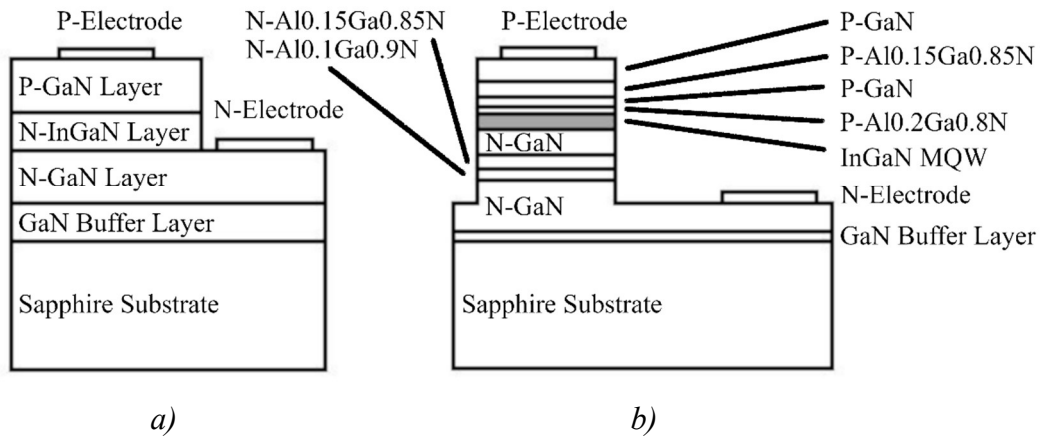 P-Electrode
P-GaN Layer
N-Electrode
N-InGaN Layer
N-GaN Layer
GaN Buffer Layer
Sapphire Substrate
a)
N-Al0.15Ga0.85N
N-Al0.1Ga0.9N
P-Electrode
P-GaN
P-Al0.15Ga0.85N
P-GaN
P-Al0.2Ga0.8N
InGaN MQW
N-GaN
N-GaN
N-Electrode
GaN Buffer Layer
Sapphire Substrate
b)